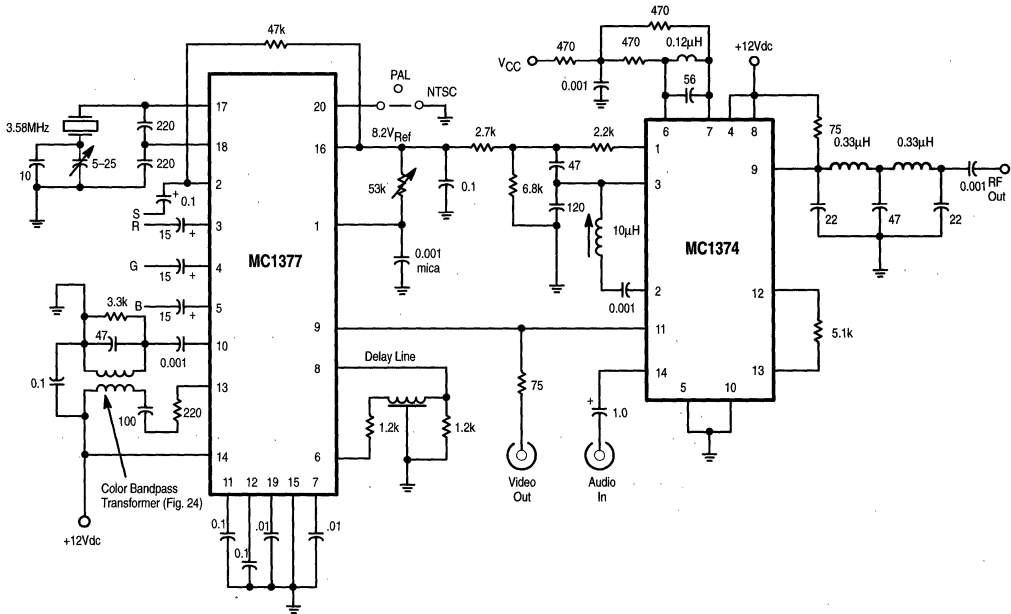 47k
470
470
470
0.12µH
+12Vdc
VCC
PAL
NTSC
0.001
56
6
7
4
8
75
0.33µH
0.33µH
3.58MHz
17
220
20
8.2VRef
2.7k
2.2k
16
1
9
18
220
10
5–25
2
+
0.1
53k
0.1
6.8k
47
3
0.001
RF
Out
S
R
15
+
3
1
120
10µH
22
47
22
MC1377
MC1374
G
15
+
4
0.001
mica
2
0.001
12
3.3k
B
15
+
5
9
11
5.1k
47
0.001
10
8
Delay Line
14
13
0.1
13
75
+
1.0
5
10
100
220
1.2k
1.2k
14
6
Color Bandpass
Transformer (Fig. 24)
11
12
19
15
7
Video
Out
Audio
In
+12Vdc
0.1
0.1
.01
.01